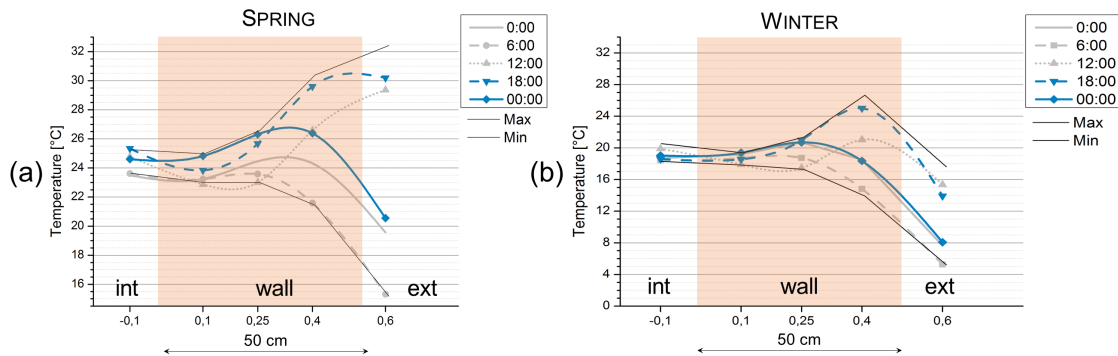 SPRING
(a)
Temperature [°C]
32
30
28
26
24
22
20
18
16
int wall ext
-0,1 0,1 0,25 0,4 0,6
50 cm
0:00
6:00
12:00
18:00
00:00
Max
Min
WINTER
(b)
Temperature [°C]
32
28
24
20
16
12
8
4
0
int wall ext
-0,1 0,1 0,25 0,4 0,6
50 cm
0:00
6:00
12:00
18:00
00:00
Max
Min